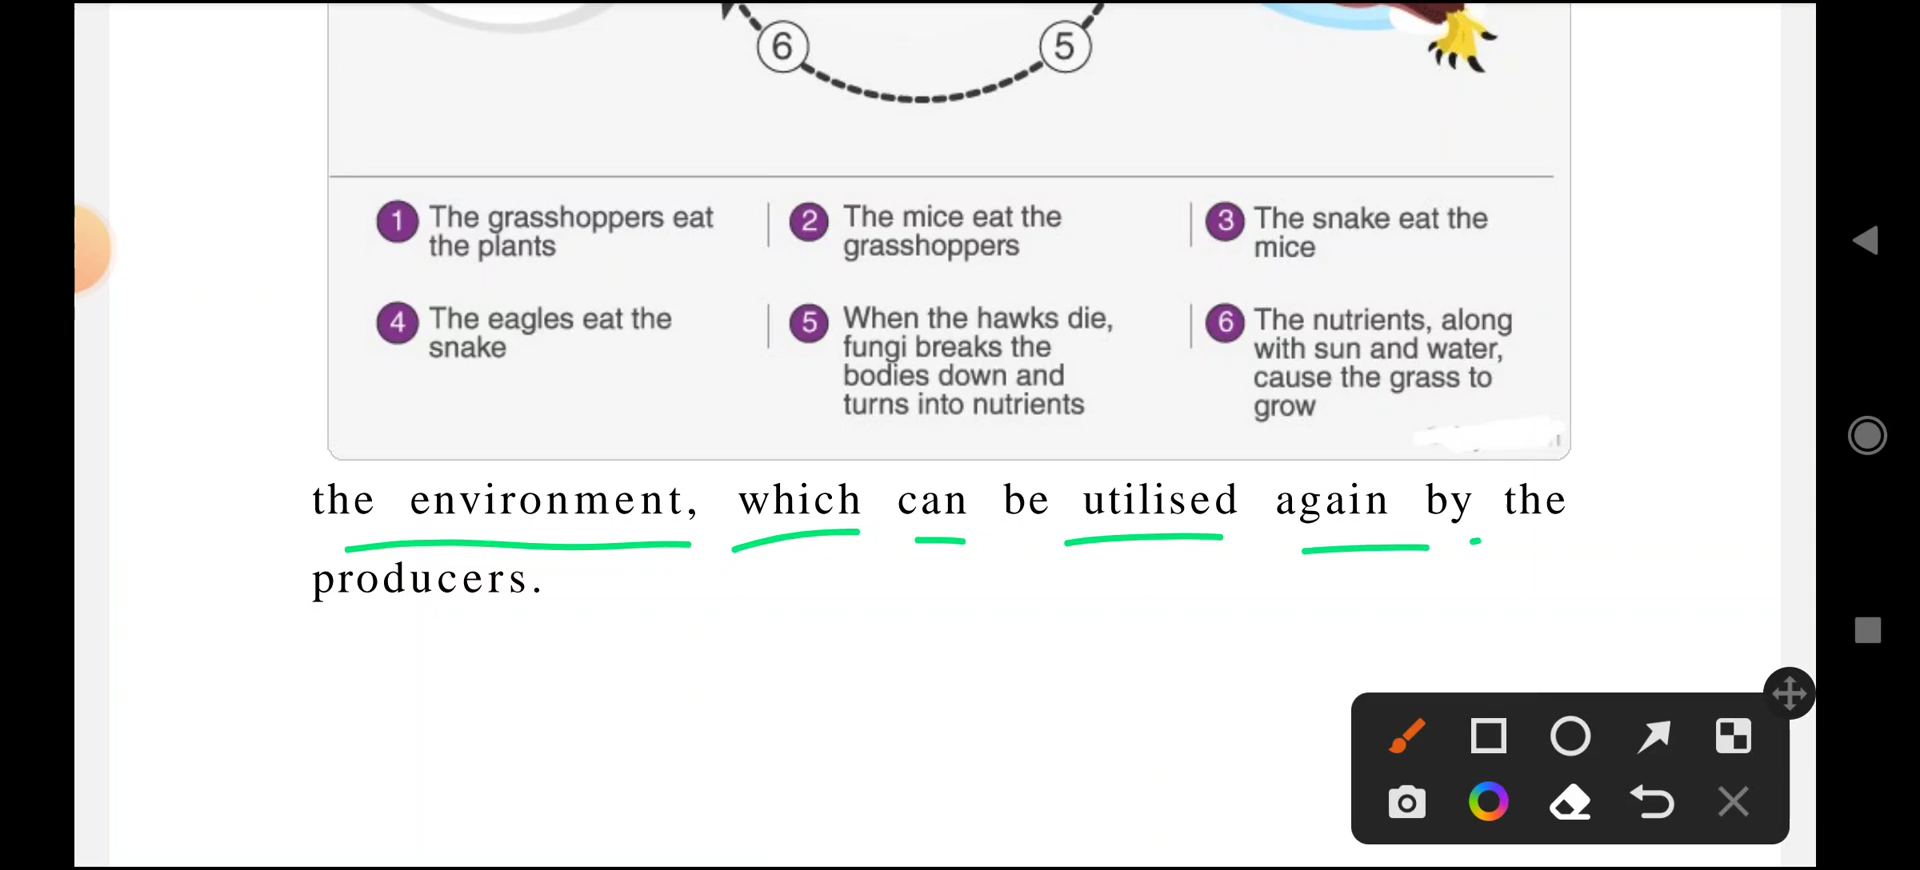 6 5
1 The grasshoppers eat
the plants
2 The mice eat the
grasshoppers
3 The snake eat the
mice
4 The eagles eat the
snake
5 When the hawks die,
fungi breaks the
bodies down and
turns into nutrients
6 The nutrients, along
with sun and water,
cause the grass to
grow
the environment, which can be utilised again by the
producers.